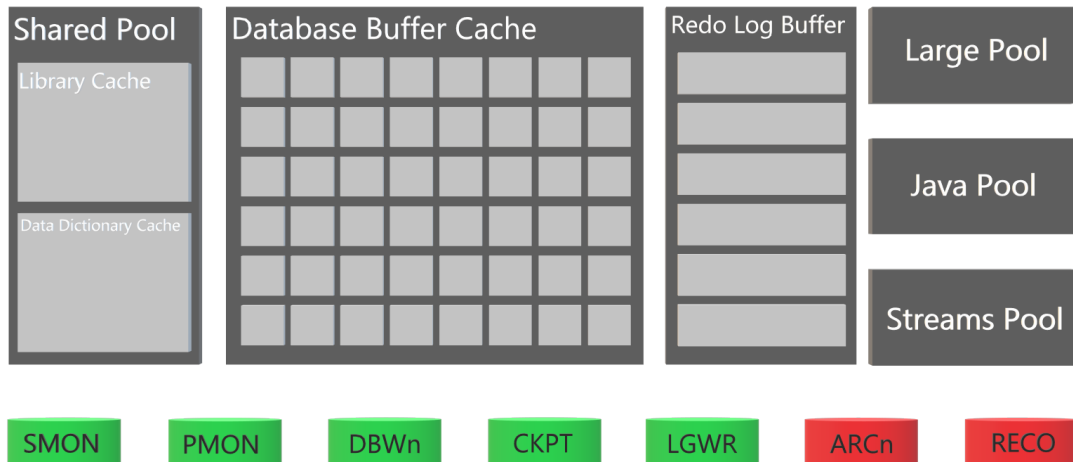 Shared Pool
Library Cache
Data Dictionary Cache
Database Buffer Cache
Redo Log Buffer
Large Pool
Java Pool
Streams Pool
SMON
PMON
DBWn
CKPT
LGWR
ARCn
RECO